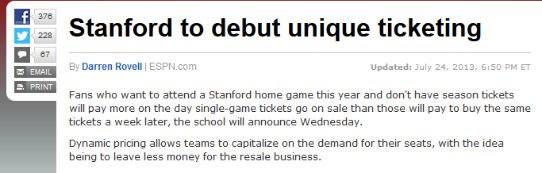 Stanford to debut unique ticketing
376
228
67
EMAIL
PRINT
By Darren Rovell | ESPN.com
Updated: July 24, 2013, 6:50 PM ET
Fans who want to attend a Stanford home game this year and don't have season tickets
will pay more on the day single-game tickets go on sale than those will pay to buy the same
tickets a week later, the school will announce Wednesday.
Dynamic pricing allows teams to capitalize on the demand for their seats, with the idea
being to leave less money for the resale business.